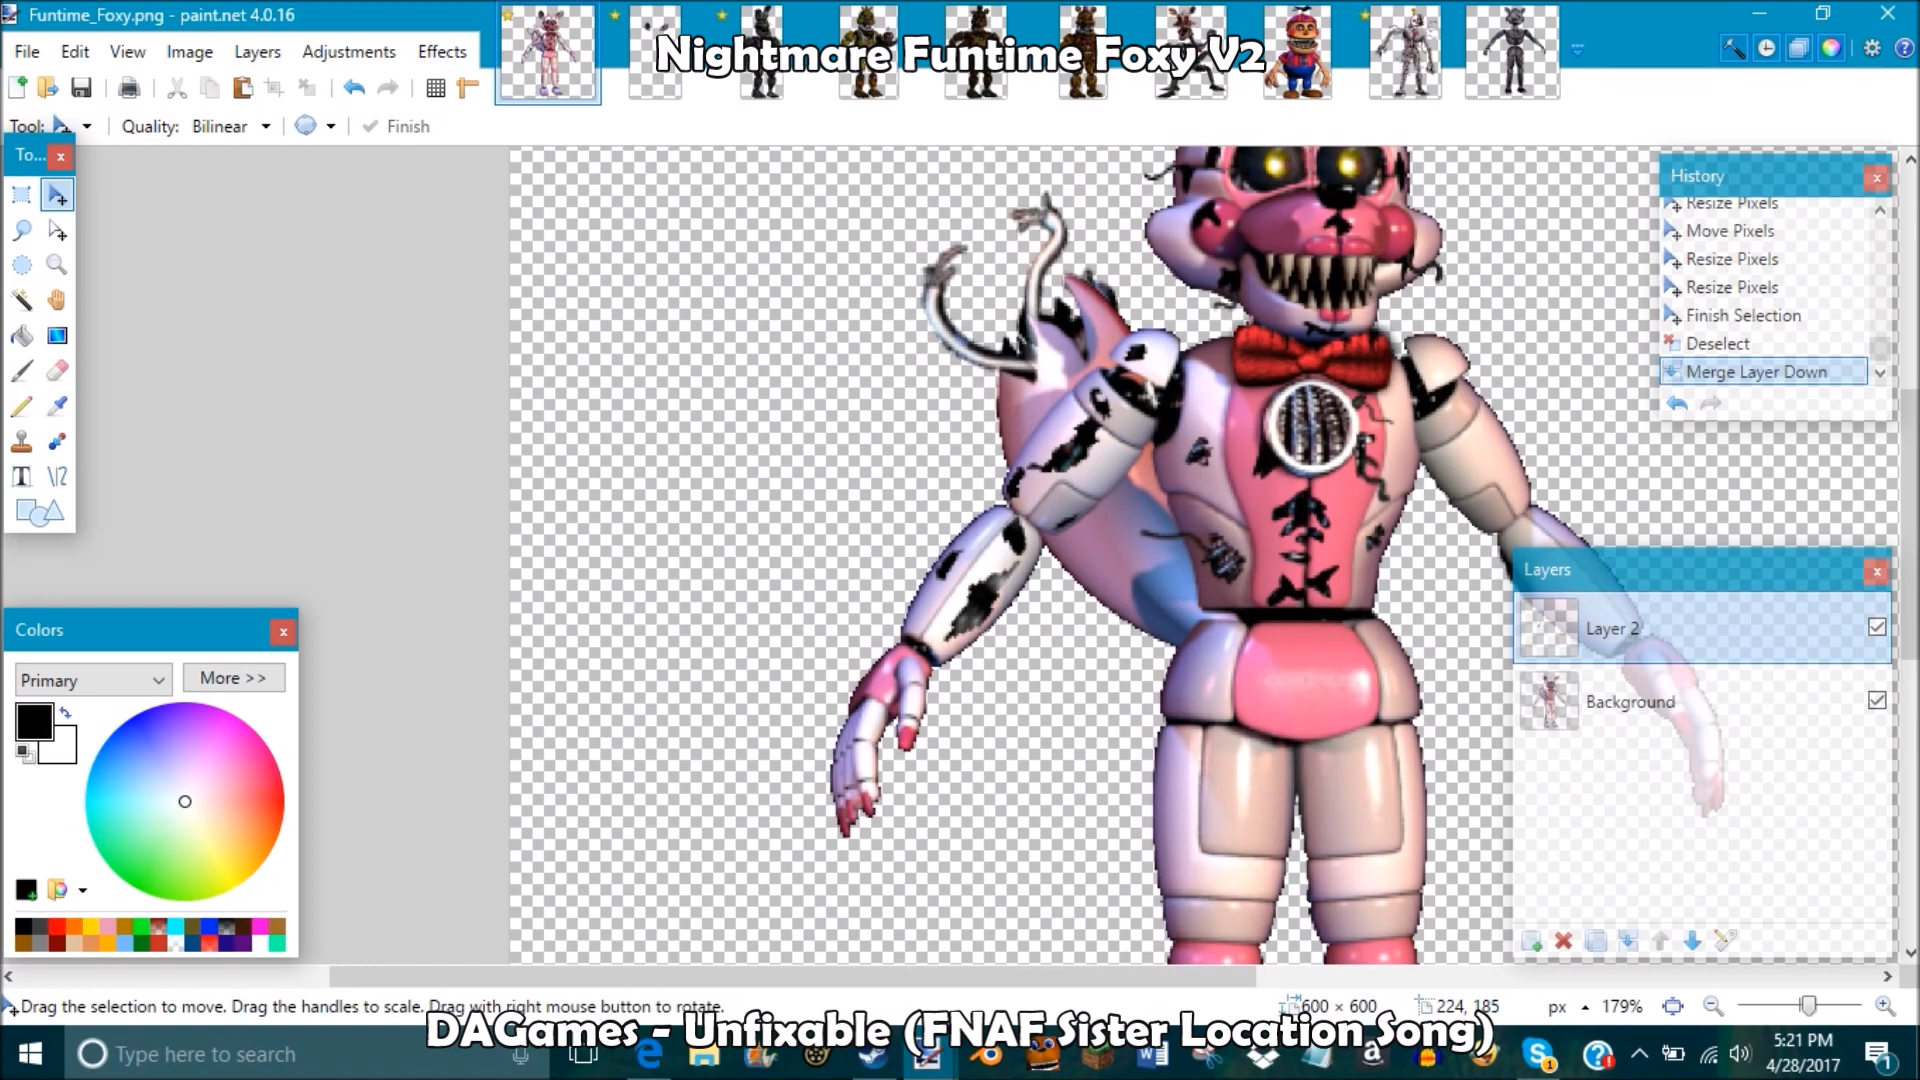 Funtime_Foxy.png - paint.net 4.0.16
File Edit View Image Layers Adjustments Effects
Nightmare Funtime Foxy V2
Tool: Quality: Bilinear Finish
To...
History
Resize Pixels
Move Pixels
Resize Pixels
Resize Pixels
Finish Selection
Deselect
Merge Layer Down
Layers
Layer 2
Background
Colors
Primary
More >>
Drag the selection to move. Drag the handles to scale. Drag with right mouse button to rotate.
600 × 600
224, 185
px
179%
DAGames - Unfixable (FNAF Sister Location Song)
Type here to search
5:21 PM
4/28/2017